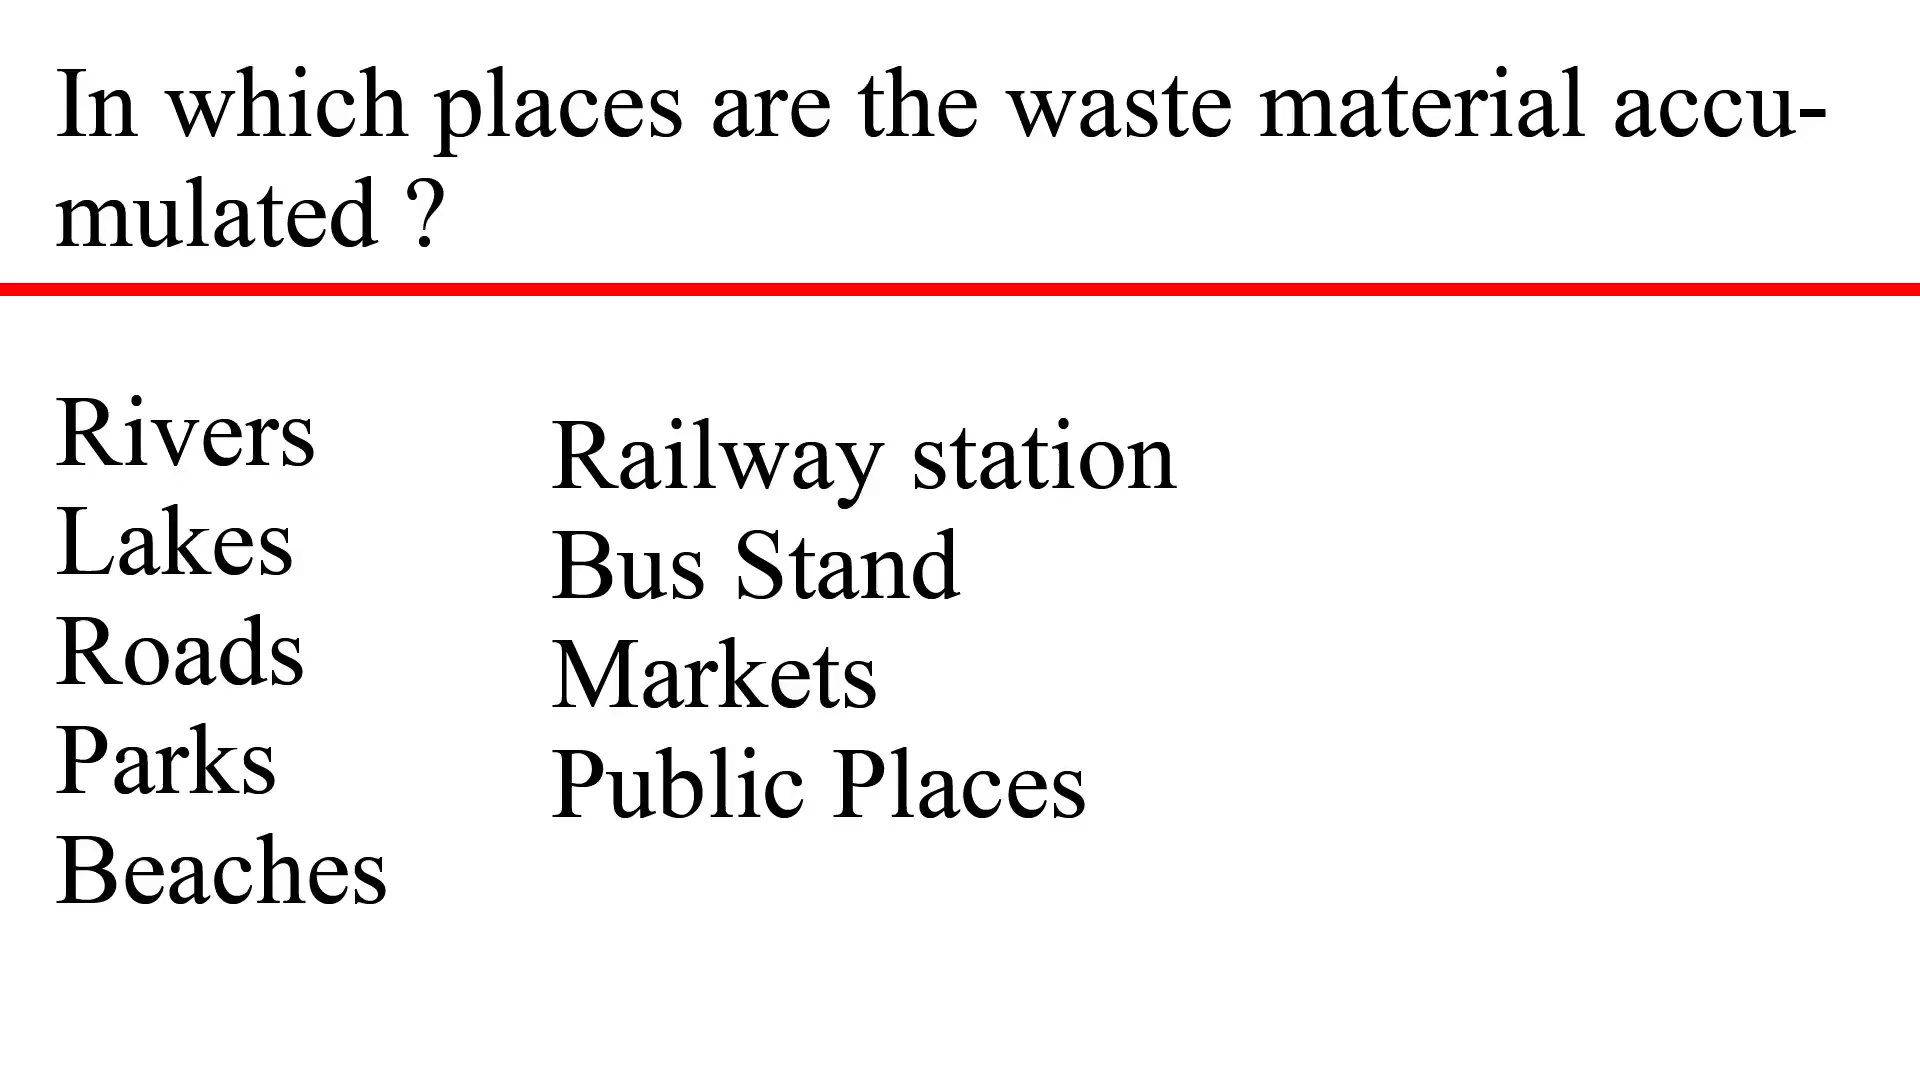 In which places are the waste material accu-
mulated ?
Rivers
Lakes
Roads
Parks
Beaches
Railway station
Bus Stand
Markets
Public Places